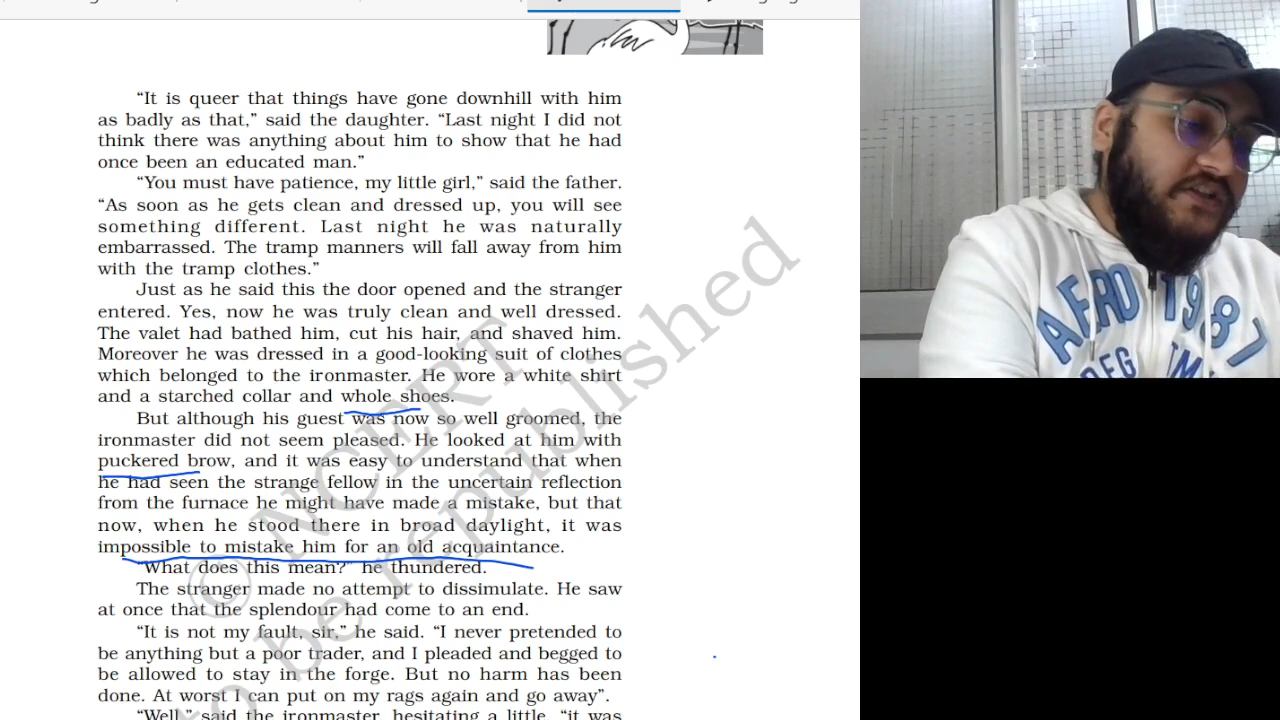 “It is queer that things have gone downhill with him
as badly as that,” said the daughter. “Last night I did not
think there was anything about him to show that he had
once been an educated man.”
“You must have patience, my little girl,” said the father.
“As soon as he gets clean and dressed up, you will see
something different. Last night he was naturally
embarrassed. The tramp manners will fall away from him
with the tramp clothes.”
Just as he said this the door opened and the stranger
entered. Yes, now he was truly clean and well dressed.
The valet had bathed him, cut his hair, and shaved him.
Moreover he was dressed in a good-looking suit of clothes
which belonged to the ironmaster. He wore a white shirt
and a starched collar and whole shoes.
But although his guest was now so well groomed, the
ironmaster did not seem pleased. He looked at him with
puckered brow, and it was easy to understand that when
he had seen the strange fellow in the uncertain reflection
from the furnace he might have made a mistake, but that
now, when he stood there in broad daylight, it was
impossible to mistake him for an old acquaintance.
“What does this mean?” he thundered.
The stranger made no attempt to dissimulate. He saw
at once that the splendour had come to an end.
“It is not my fault, sir,” he said. “I never pretended to
be anything but a poor trader, and I pleaded and begged to
be allowed to stay in the forge. But no harm has been
done. At worst I can put on my rags again and go away”.
“Well,” said the ironmaster, hesitating a little, “it was
© NCERT
to be republished
AERO 1987